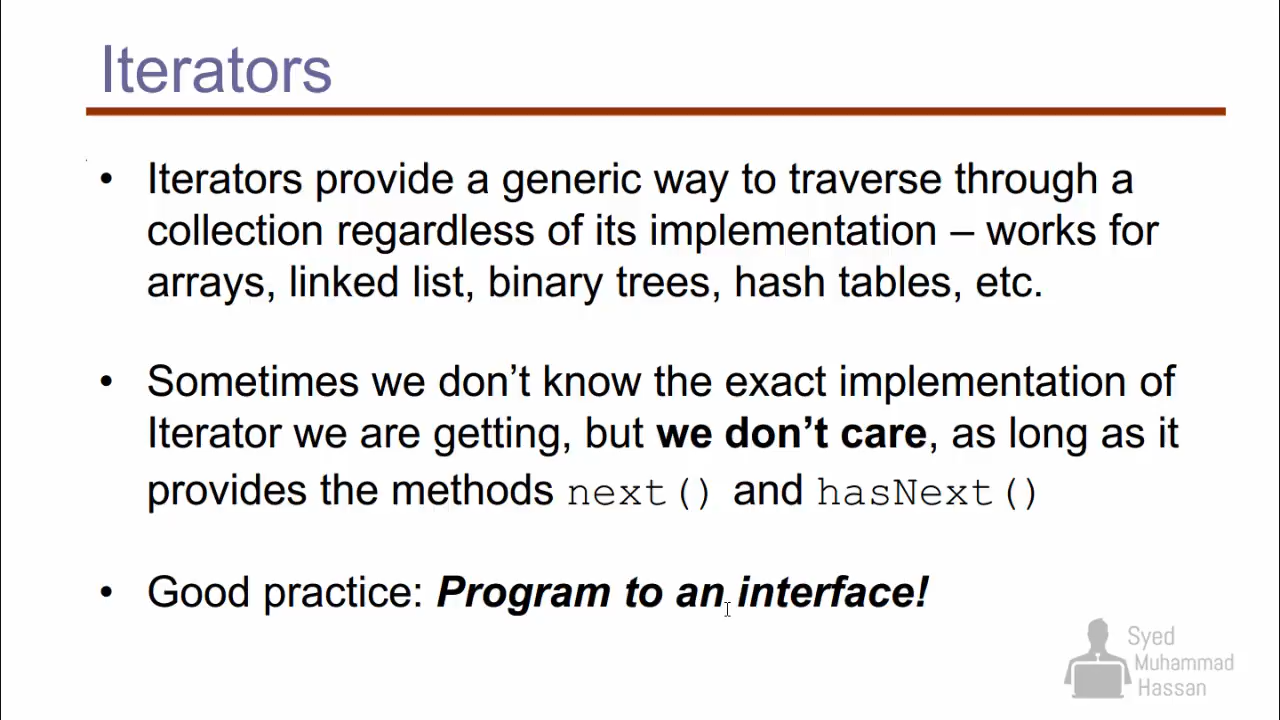 Iterators
• Iterators provide a generic way to traverse through a
collection regardless of its implementation – works for
arrays, linked list, binary trees, hash tables, etc.
• Sometimes we don’t know the exact implementation of
Iterator we are getting, but we don’t care, as long as it
provides the methods next() and hasNext()
• Good practice: Program to an interface!
Syed
Muhammad
Hassan